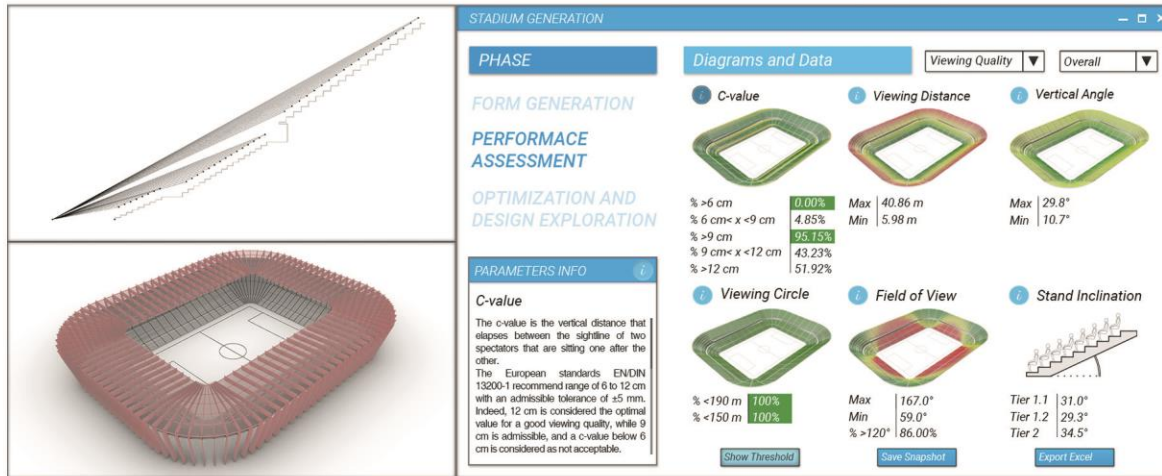 STADIUM GENERATION
PHASE
FORM GENERATION
PERFORMACE
ASSESSMENT
OPTIMIZATION AND
DESIGN EXPLORATION
PARAMETERS INFO
i
C-value
The c-value is the vertical distance that
elapses between the sightline of two
spectators that are sitting one after the
other.
The European standards EN/DIN
13200-1 recommend range of 6 to 12 cm
with an admissible tolerance of ±5 mm.
Indeed, 12 cm is considered the optimal
value for a good viewing quality, while 9
cm is admissible, and a c-value below 6
cm is considered as not acceptable.
Diagrams and Data
Viewing Quality
Overall
i C-value
% >6 cm 0.00%
% 6 cm< x <9 cm 4.85%
% >9 cm 95.15%
% 9 cm< x <12 cm 43.23%
% >12 cm 51.92%
i Viewing Distance
Max 40.86 m
Min 5.98 m
i Vertical Angle
Max 29.8°
Min 10.7°
i Viewing Circle
% <190 m 100%
% <150 m 100%
Show Threshold
i Field of View
Max 167.0°
Min 59.0°
% >120° 86.00%
Save Snapshot
i Stand Inclination
Tier 1.1 31.0°
Tier 1.2 29.3°
Tier 2 34.5°
Export Excel